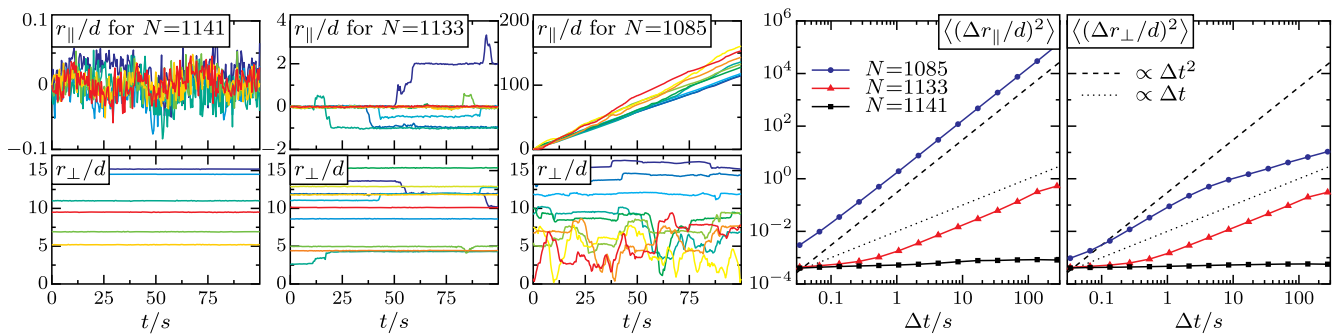 r∥/d for N=1141
0.1
0
−0.1
r∥/d for N=1133
2
0
−2
r∥/d for N=1085
200
100
0
r⊥/d
15
10
5
0
0 25 50 75
t/s
r⊥/d
15
10
5
0
0 25 50 75
t/s
r⊥/d
15
10
5
0
0 25 50 75
t/s
⟨(Δr∥/d)²⟩
N=1085
N=1133
N=1141
10⁶
10⁴
10²
10⁰
10⁻²
10⁻⁴
0.1 1 10 100
Δt/s
⟨(Δr⊥/d)²⟩
∝ Δt²
∝ Δt
0.1 1 10 100
Δt/s